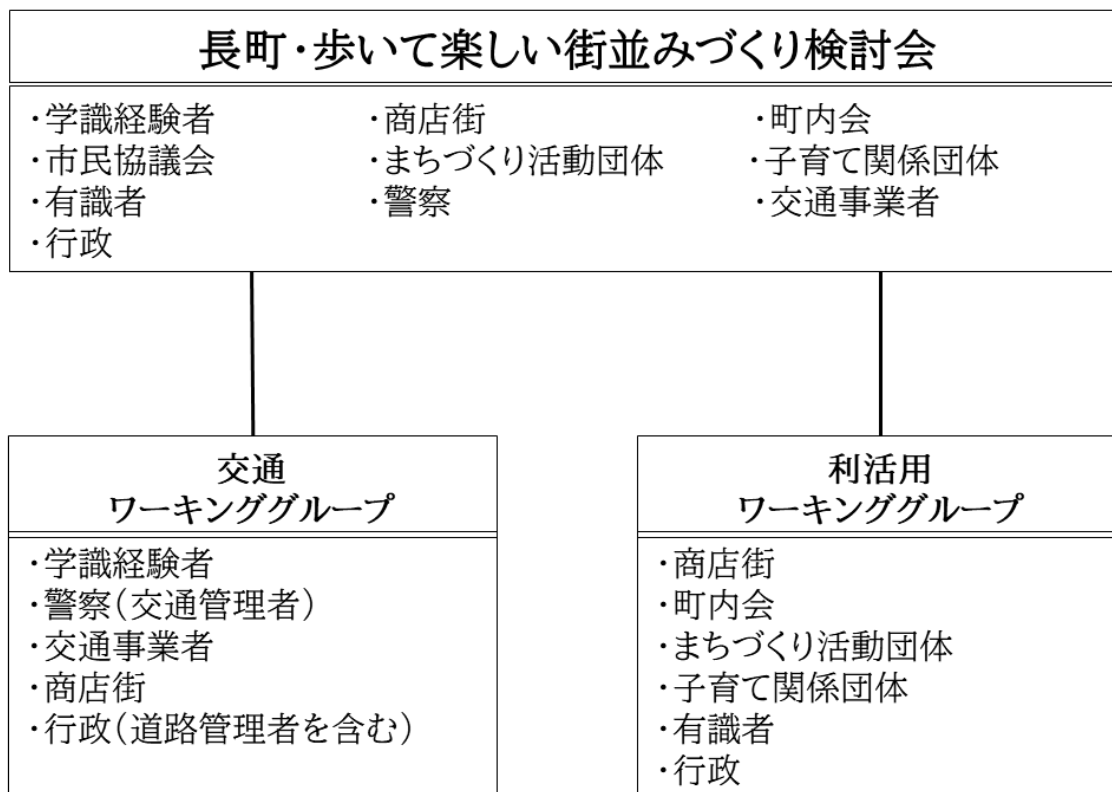 長町・歩いて楽しい街並みづくり検討会
・学識経験者 ・商店街 ・町内会
・市民協議会 ・まちづくり活動団体 ・子育て関係団体
・有識者 ・警察 ・交通事業者
・行政
交通
ワーキンググループ
・学識経験者
・警察(交通管理者)
・交通事業者
・商店街
・行政(道路管理者を含む)
利活用
ワーキンググループ
・商店街
・町内会
・まちづくり活動団体
・子育て関係団体
・有識者
・行政